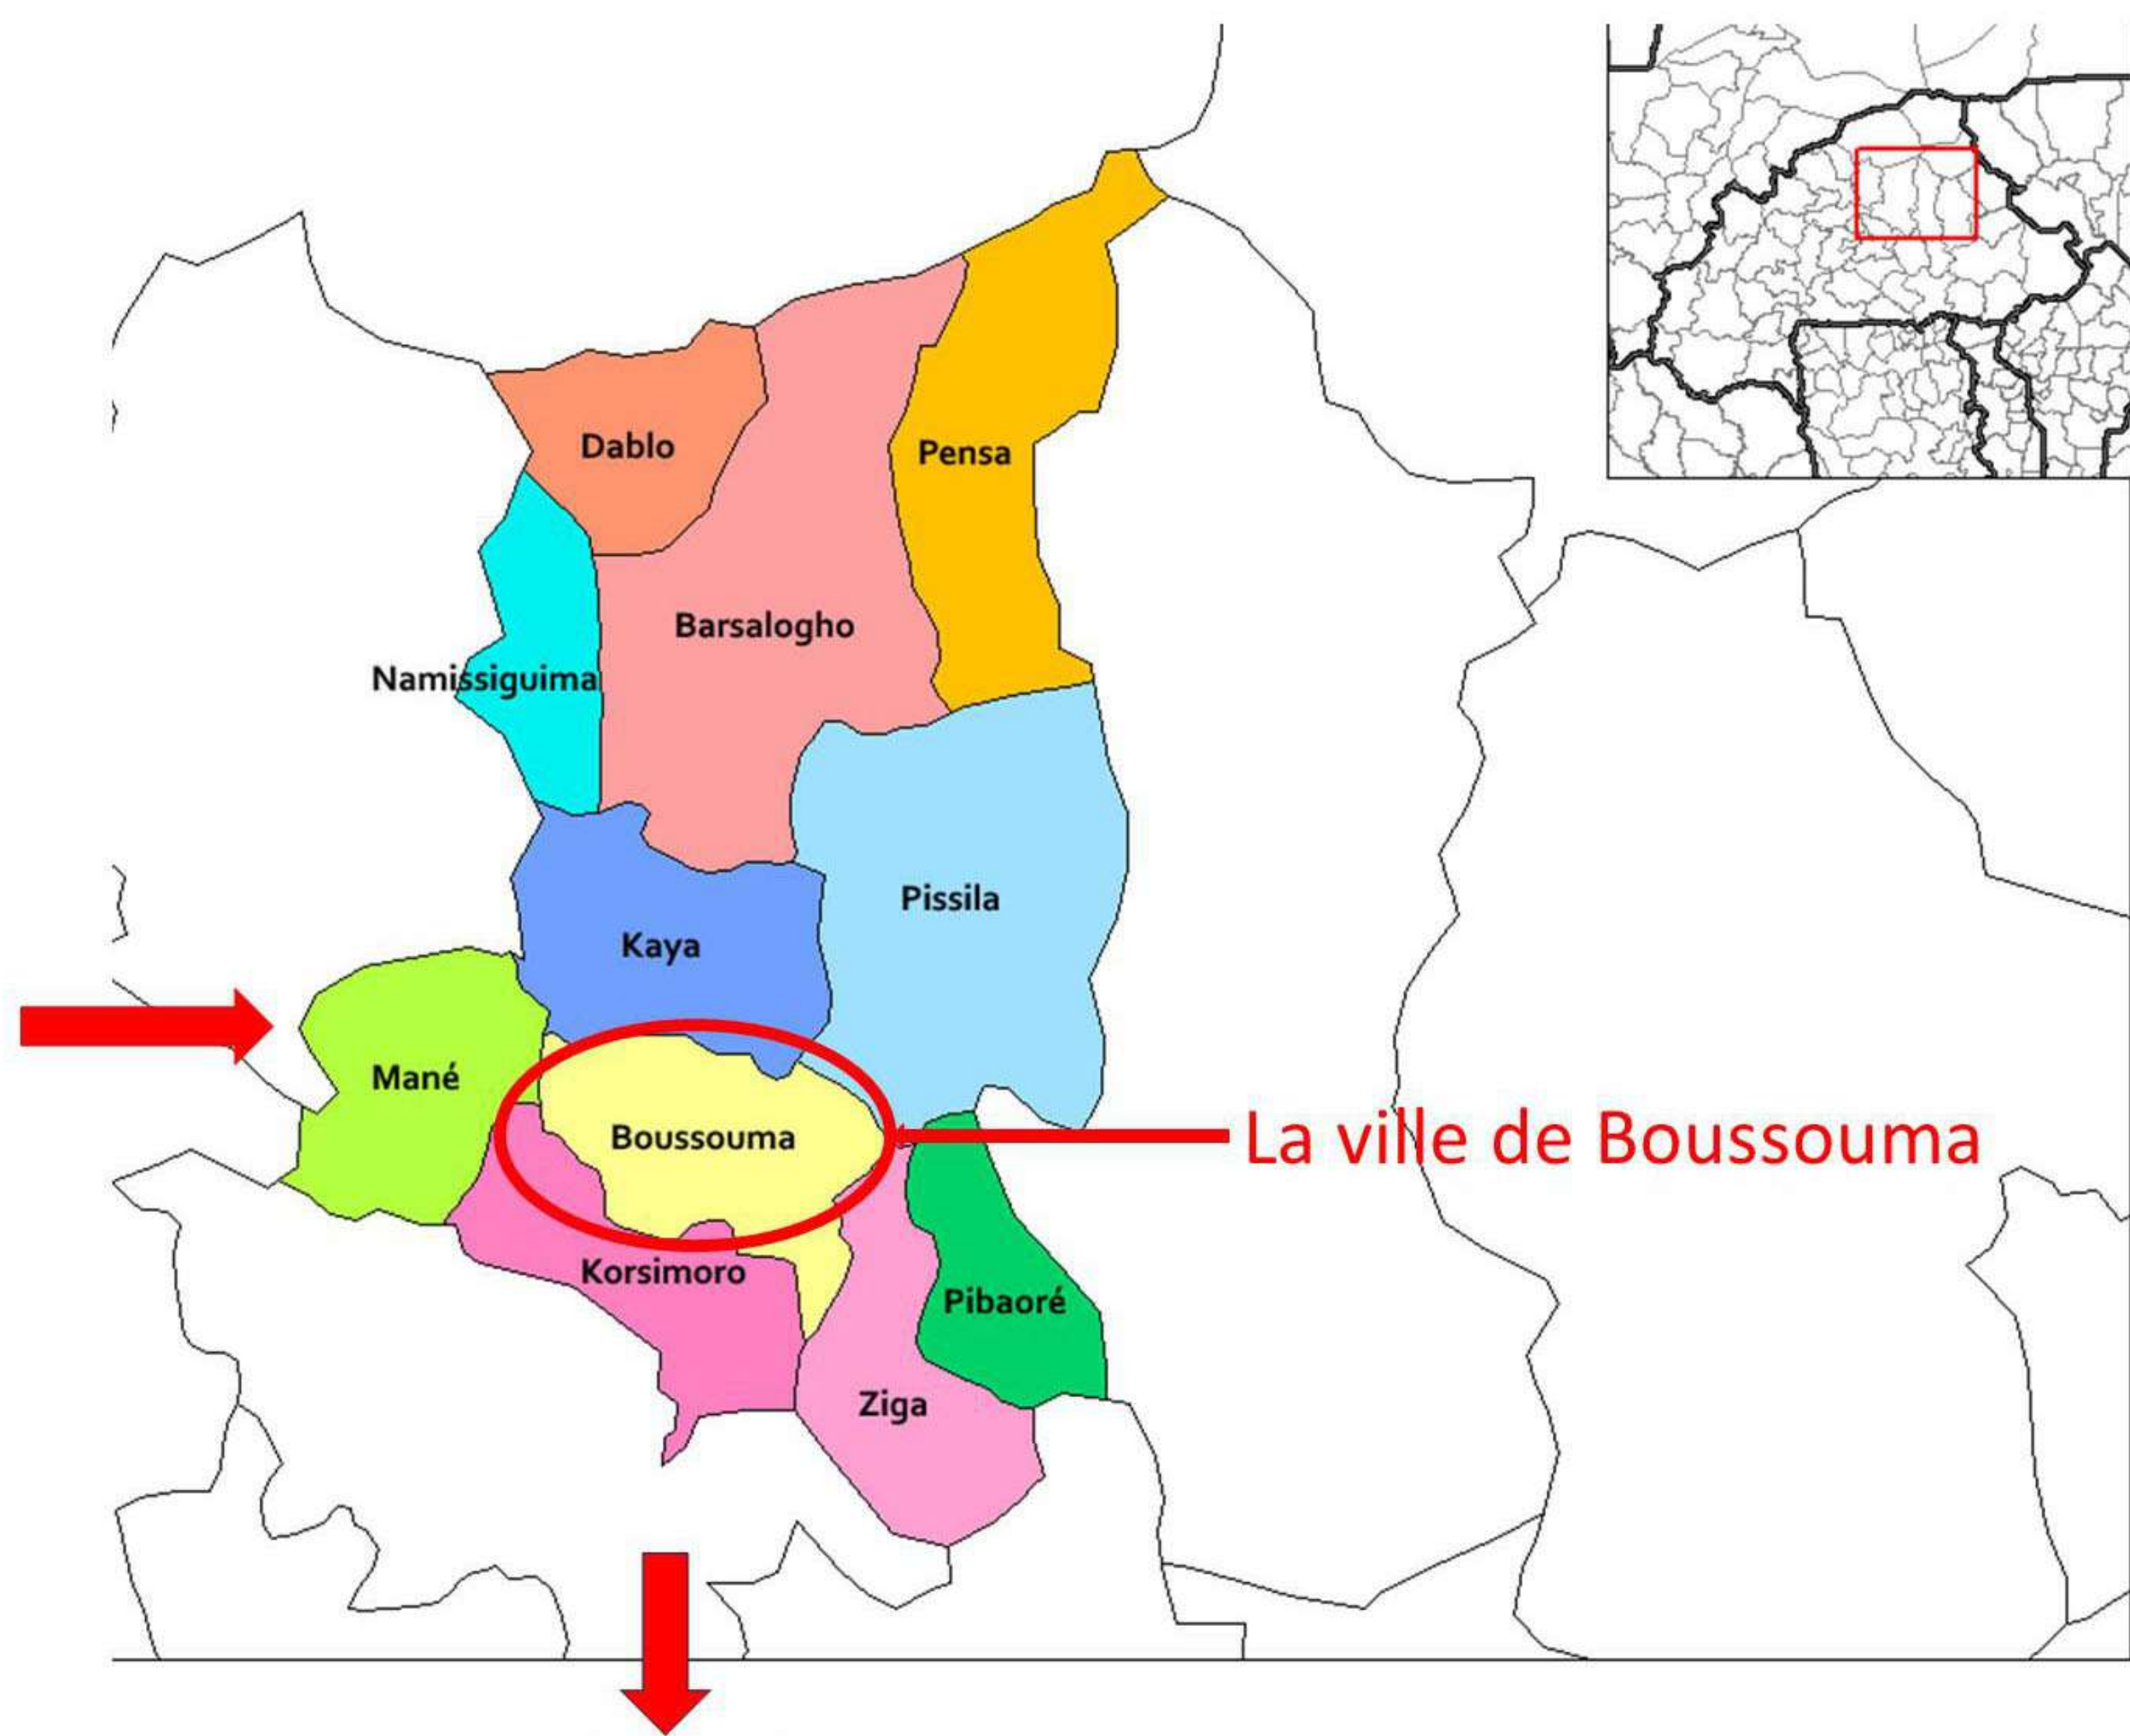 Dablo
Pensa
Barsalogho
Namissiguima
Pissila
Kaya
Mané
Boussouma
La ville de Boussouma
Korsimoro
Pibaoré
Ziga